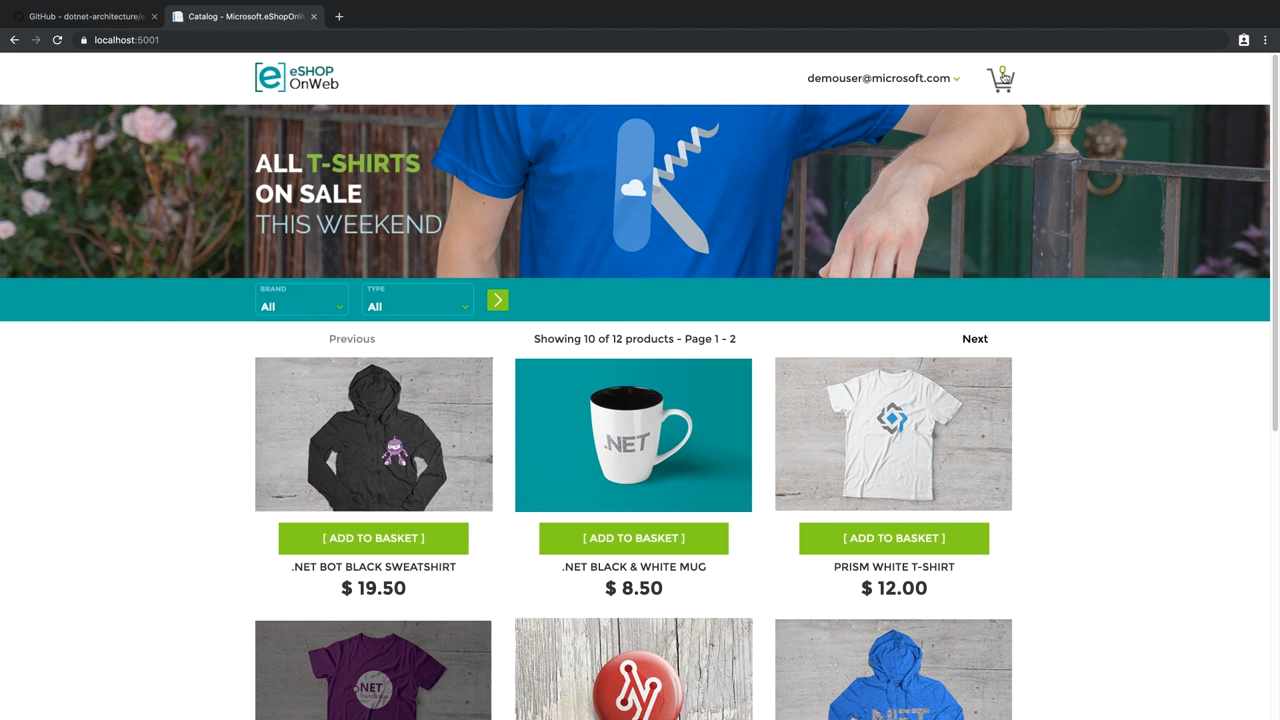 GitHub - dotnet-architecture/e
Catalog - Microsoft.eShopOnW
localhost:5001
e eSHOP
OnWeb
demouser@microsoft.com
0
ALL T-SHIRTS
ON SALE
THIS WEEKEND
BRAND
All
TYPE
All
Previous
Showing 10 of 12 products - Page 1 - 2
Next
.NET
[ ADD TO BASKET ]
[ ADD TO BASKET ]
[ ADD TO BASKET ]
.NET BOT BLACK SWEATSHIRT
.NET BLACK & WHITE MUG
PRISM WHITE T-SHIRT
$ 19.50
$ 8.50
$ 12.00
.NET
.NET